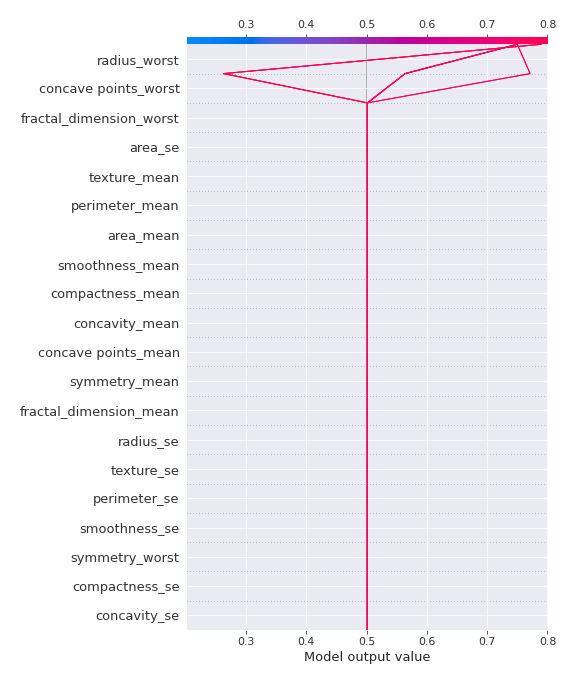 0.3 0.4 0.5 0.6 0.7 0.8
radius_worst
concave points_worst
fractal_dimension_worst
area_se
texture_mean
perimeter_mean
area_mean
smoothness_mean
compactness_mean
concavity_mean
concave points_mean
symmetry_mean
fractal_dimension_mean
radius_se
texture_se
perimeter_se
smoothness_se
symmetry_worst
compactness_se
concavity_se
0.3 0.4 0.5 0.6 0.7 0.8
Model output value